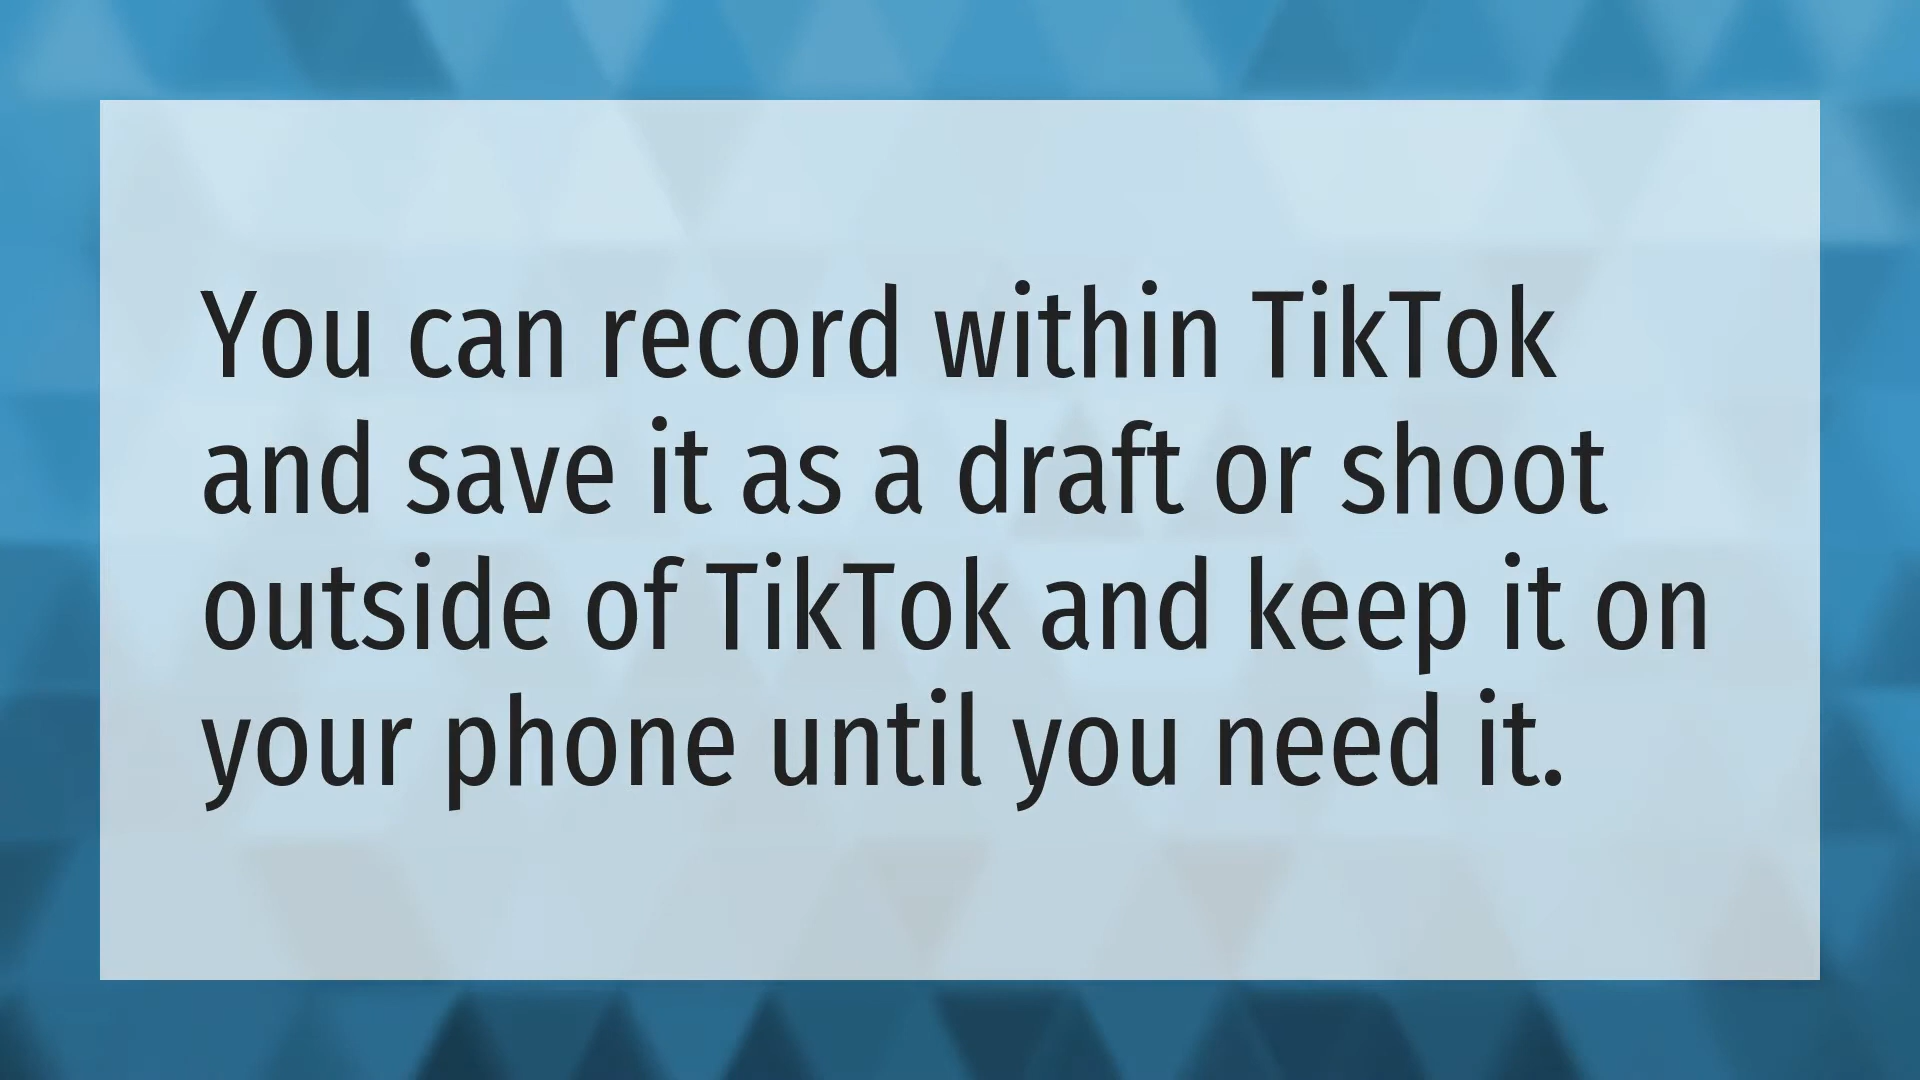 You can record within TikTok
and save it as a draft or shoot
outside of TikTok and keep it on
your phone until you need it.